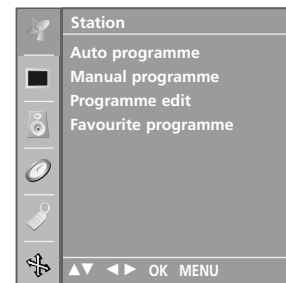 Station
Auto programme
Manual programme
Programme edit
Favourite programme
▲▼ ◄► OK MENU